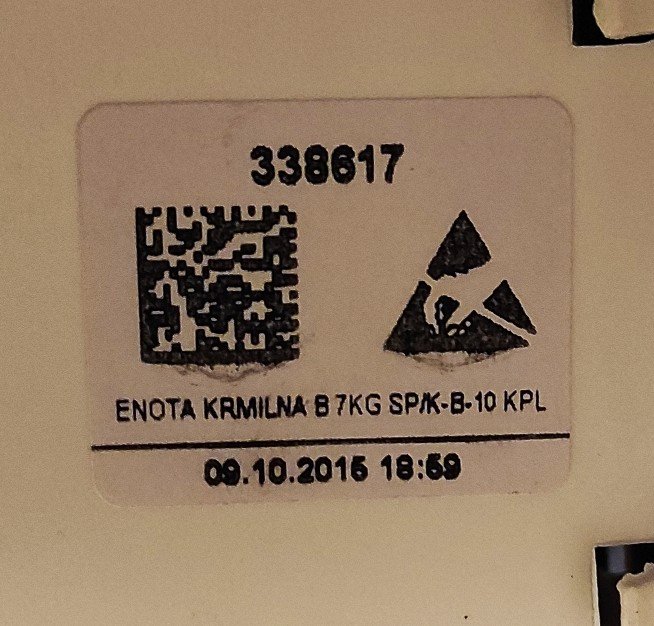 338617
ENOTA KRMILNA B 7KG SP/K-B-10 KPL
09.10.2015 18:59